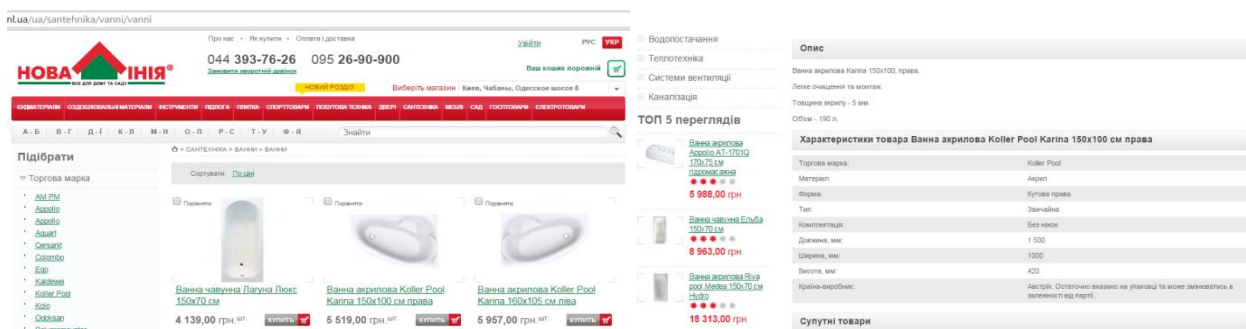 nl.ua/ua/santehnika/vanni/vanni
Про нас • Як купити • Оплата і доставка
Увійти РУС УКР
НОВА ІНІЯ®
ВСЕ ДЛЯ ДОМУ ТА САДУ
044 393-76-26 095 26-90-900
Замовити зворотній дзвінок
Ваш кошик порожній
НОВИЙ РОЗДІЛ
Виберіть магазин Киев, Чабаны, Одесское шоссе 8
БУДМАТЕРІАЛИ ОЗДОБЛЮВАЛЬНІ МАТЕРІАЛИ ІНСТРУМЕНТИ ПІДЛОГА ПЛИТКА СПОРТТОВАРИ ПОБУТОВА ТЕХНІКА ДВЕРІ САНТЕХНІКА МЕБЛІ САД ГОСПТОВАРИ ЕЛЕКТРОТОВАРИ
А - Б В - Г Д - Ї К - Л М - Н О - П Р - С Т - У Ф - Я Знайти
> САНТЕХНІКА > ВАННИ > ВАННИ
Підібрати
Сортувати: По ціні
Торгова марка
AM PM
Appollo
Appollo
Aquart
Cersanit
Colombo
Ego
Kaldewei
Koller Pool
Kolo
Odoksan
Порівняти
Порівняти
Порівняти
Ванна чавунна Лагуна Люкс 150х70 см
Ванна акрилова Koller Pool Karina 150х100 см права
Ванна акрилова Koller Pool Karina 160х105 см ліва
4 139,00 грн. шт. КУПИТЬ
5 519,00 грн. шт. КУПИТЬ
5 957,00 грн. шт. КУПИТЬ
Водопостачання
Теплотехніка
Системи вентиляції
Каналізація
ТОП 5 переглядів
Ванна акрилова
Appollo AT-1701Q
170х75 см
гідромасажна
5 988,00 грн.
Ванна чавунна Ельба
150х70 см
8 963,00 грн.
Ванна акрилова Riva
pool Medea 150х70 см
Hydro
18 313,00 грн.
Опис
Ванна акрилова Karina 150х100, права.
Легке очищення та монтаж.
Товщина акрилу - 5 мм.
Об'єм - 190 л.
Характеристики товара Ванна акрилова Koller Pool Karina 150х100 см права
Торгова марка: Koller Pool
Матеріал: Акрил
Форма: Кутова права
Тип: Звичайна
Комплектація: Без ніжок
Довжина, мм: 1 500
Ширина, мм: 1000
Висота, мм: 420
Країна-виробник: Австрія. Остаточно вказано на упаковці та може змінюватись в
залежності від партії.
Супутні товари